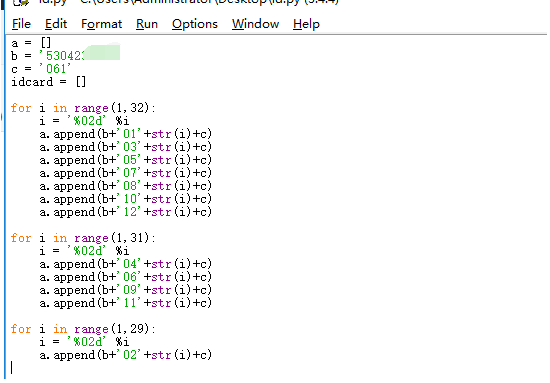 id.py - C:\Users\Administrator\Desktop\id.py (3.4.4)
File Edit Format Run Options Window Help
a = []
b = '53042
c = '061'
idcard = []
for i in range(1,32):
    i = '%02d' %i
    a.append(b+'01'+str(i)+c)
    a.append(b+'03'+str(i)+c)
    a.append(b+'05'+str(i)+c)
    a.append(b+'07'+str(i)+c)
    a.append(b+'08'+str(i)+c)
    a.append(b+'10'+str(i)+c)
    a.append(b+'12'+str(i)+c)
for i in range(1,31):
    i = '%02d' %i
    a.append(b+'04'+str(i)+c)
    a.append(b+'06'+str(i)+c)
    a.append(b+'09'+str(i)+c)
    a.append(b+'11'+str(i)+c)
for i in range(1,29):
    i = '%02d' %i
    a.append(b+'02'+str(i)+c)